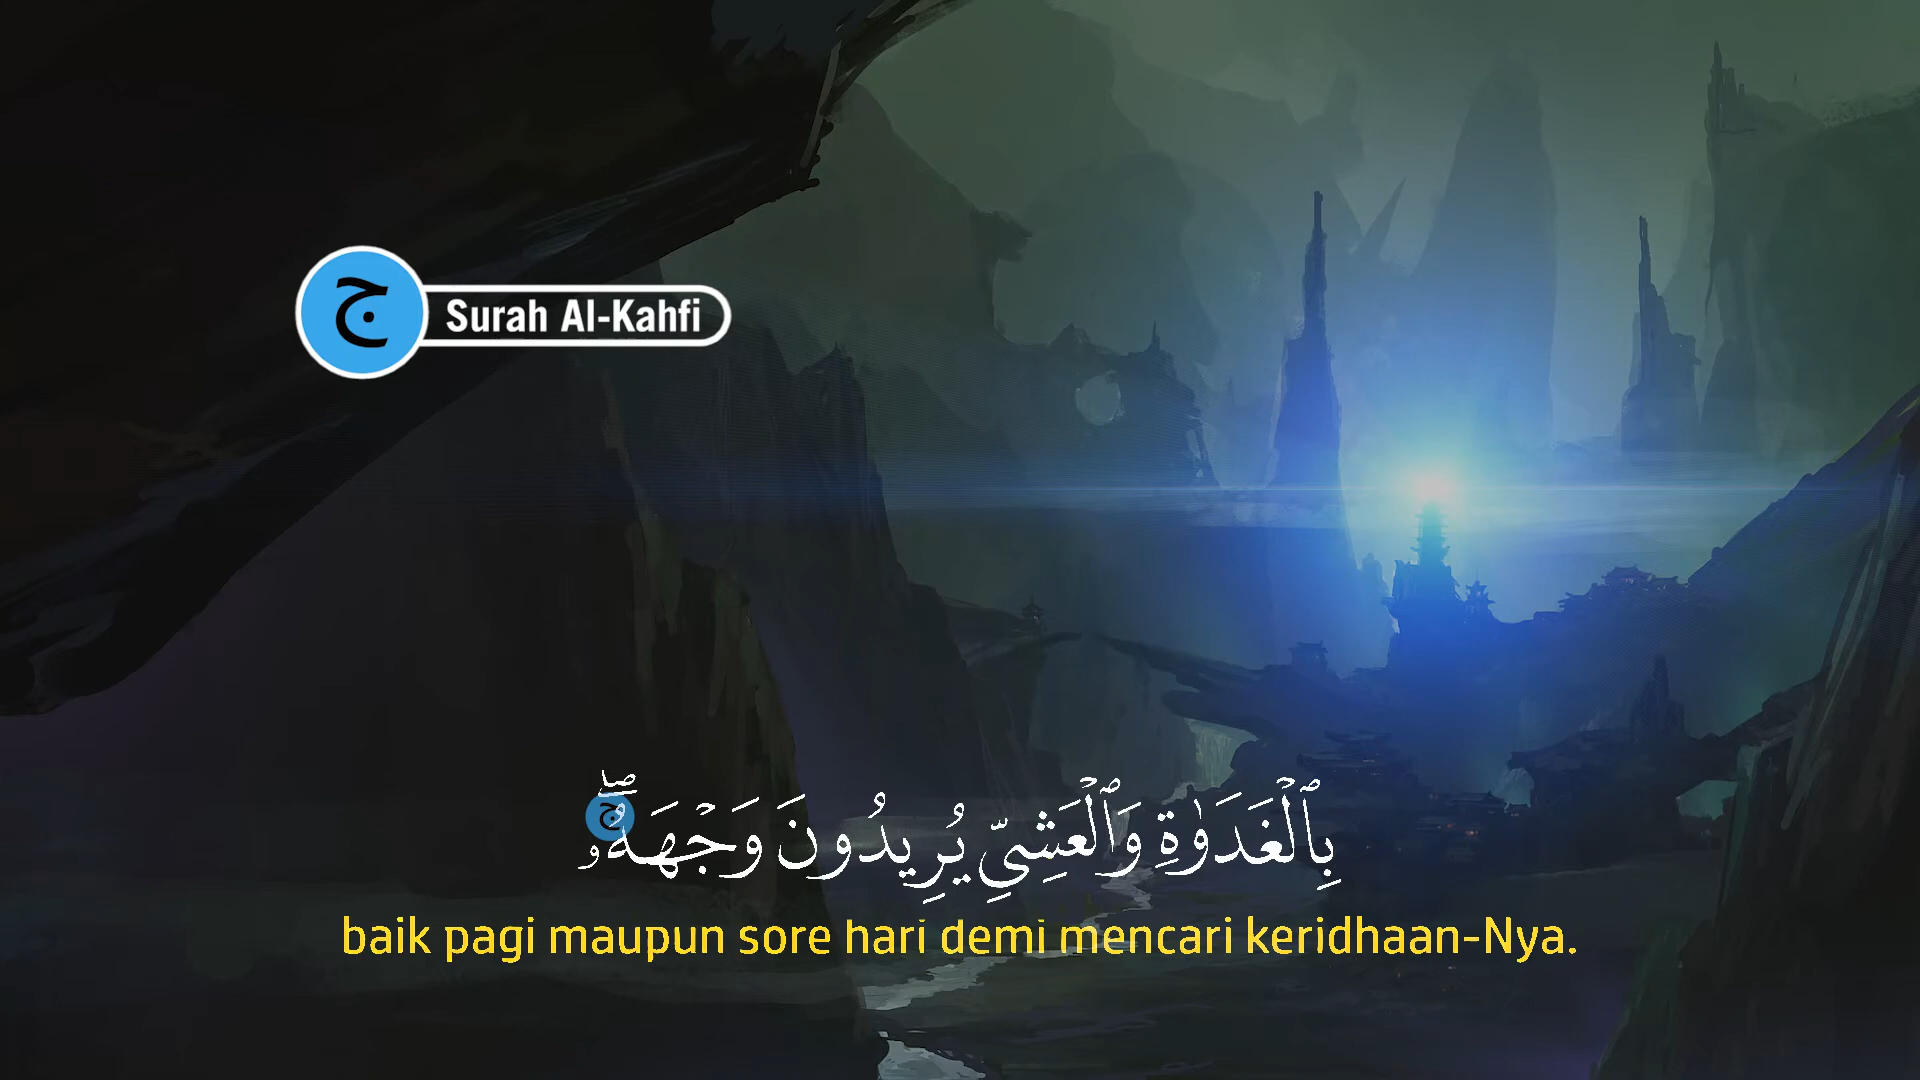 ج Surah Al-Kahfi
بِٱلْغَدَوٰةِ وَٱلْعَشِىِّ يُرِيدُونَ وَجْهَهُۥۖ ج
baik pagi maupun sore hari demi mencari keridhaan-Nya.